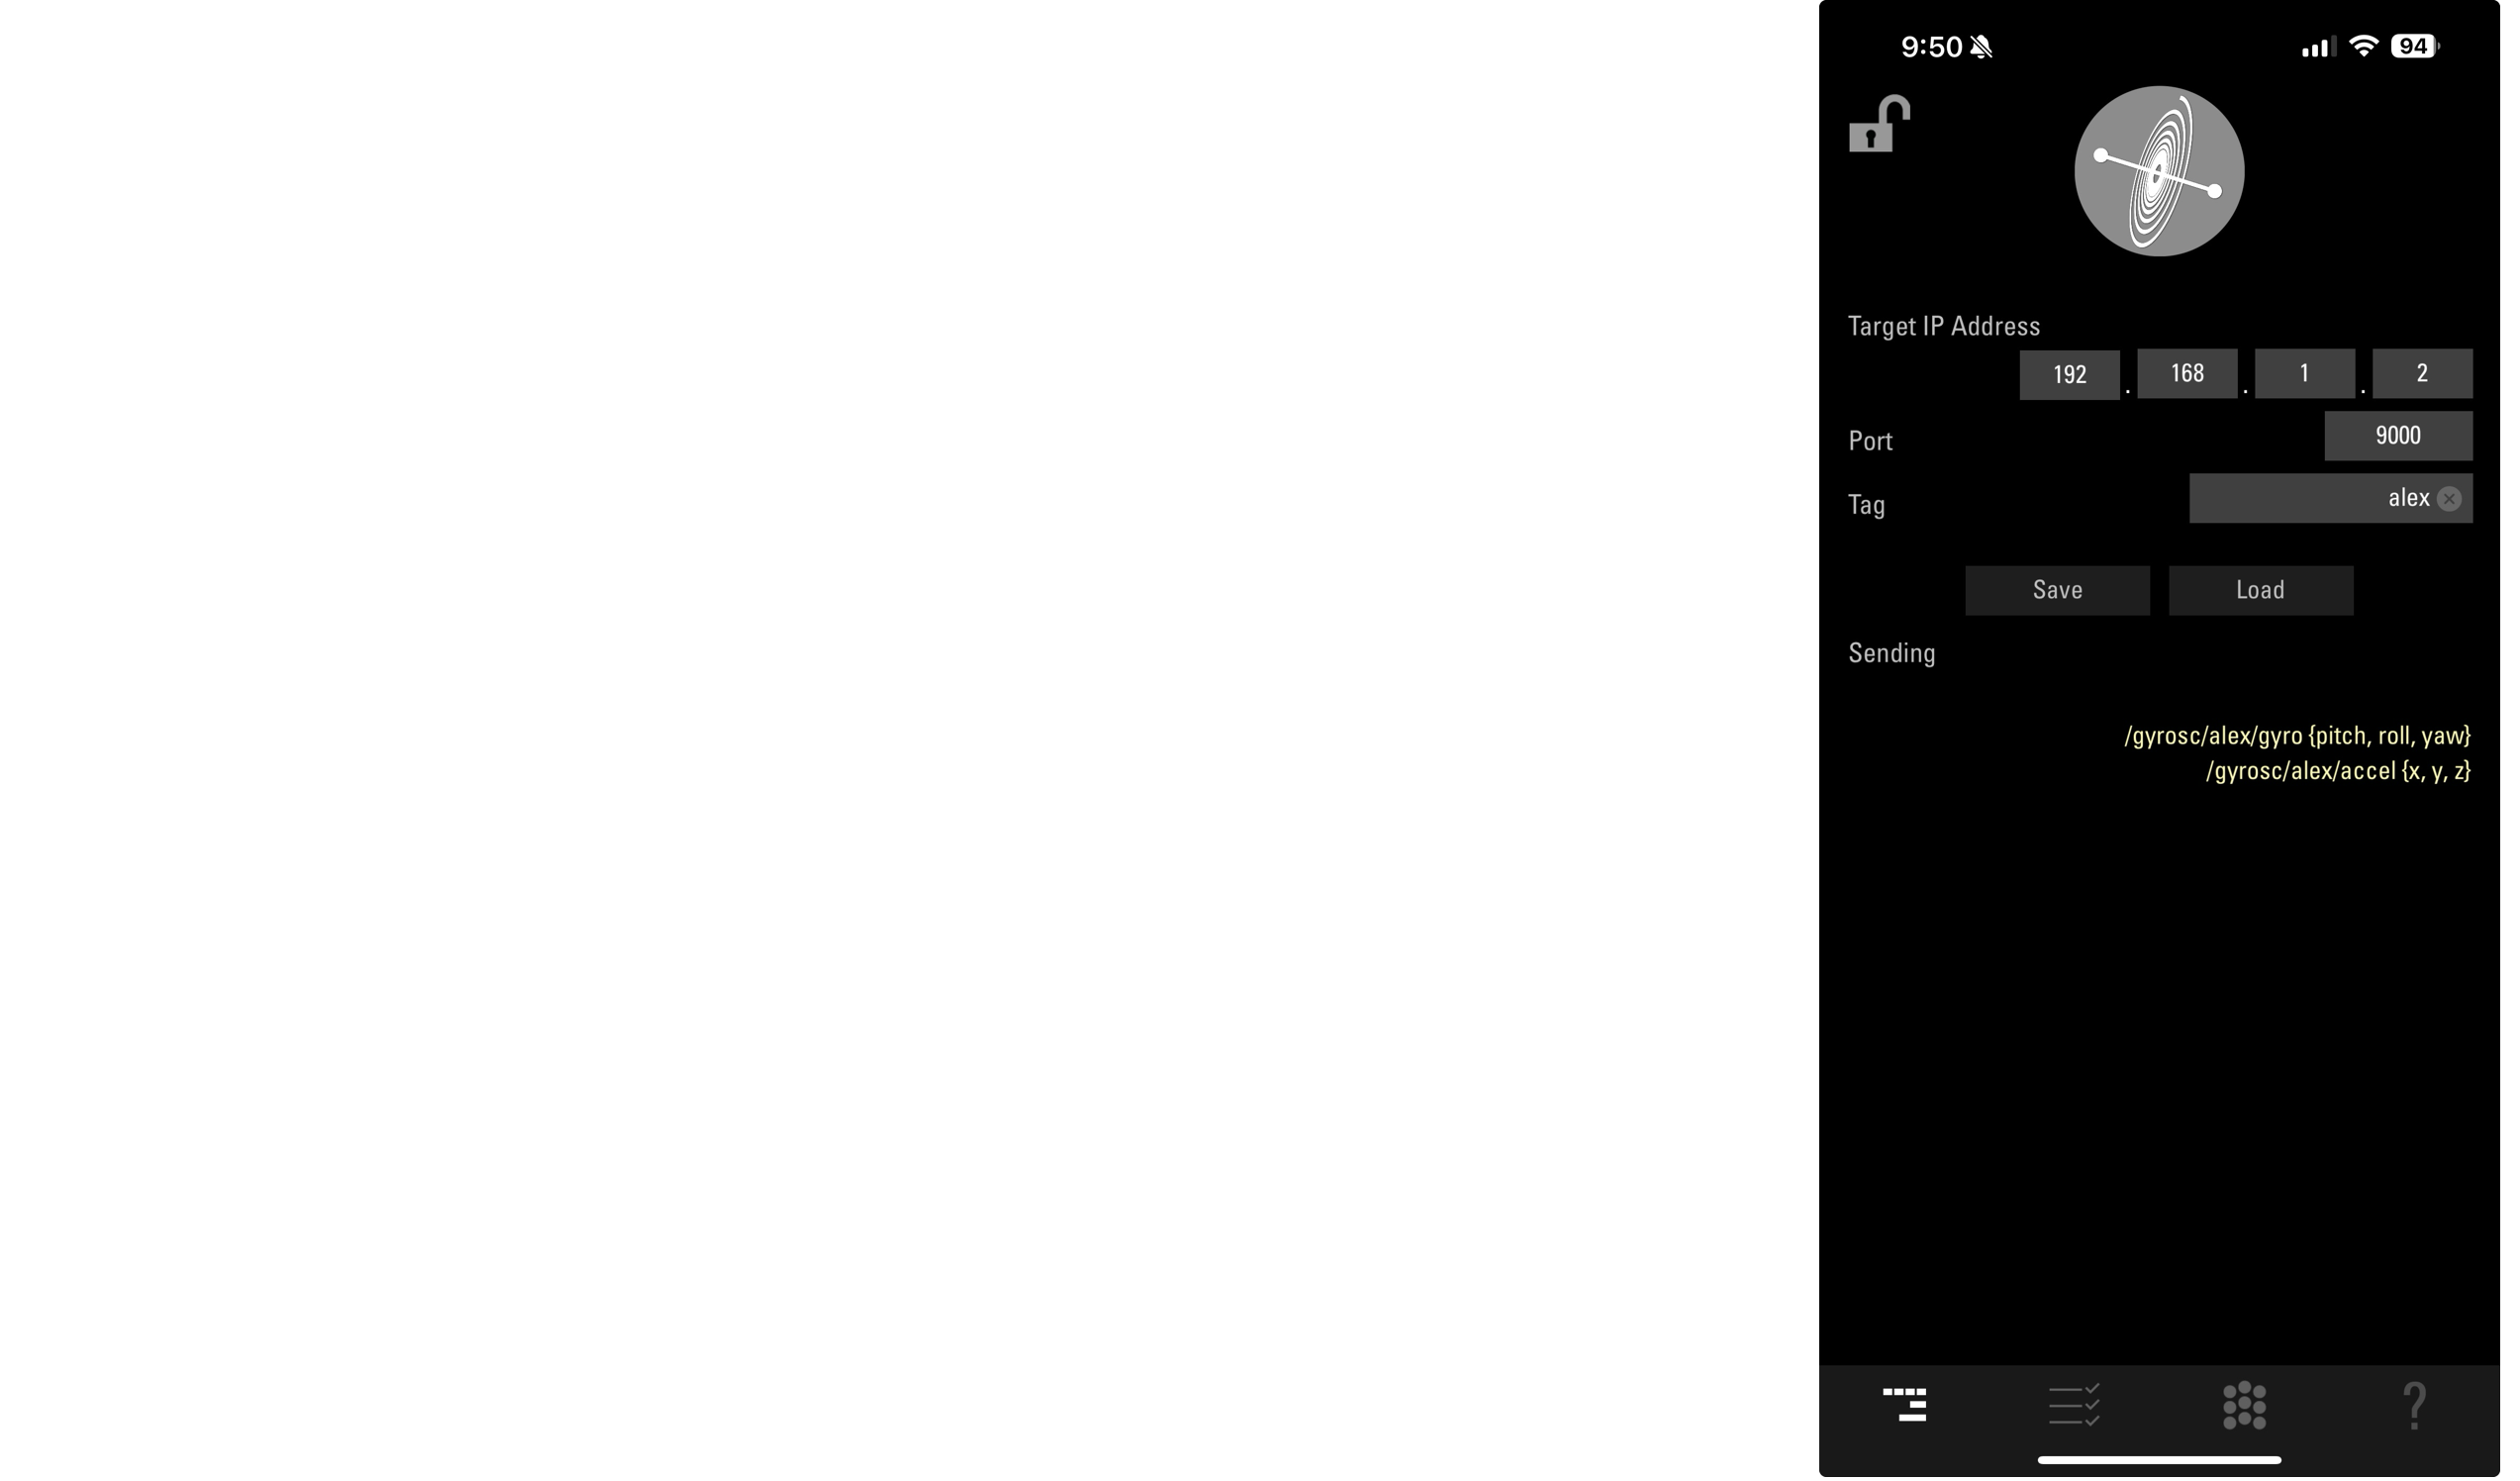 9:50
94
Target IP Address
192 . 168 . 1 . 2
Port 9000
Tag alex
Save Load
Sending
/gyrosc/alex/gyro {pitch, roll, yaw}
/gyrosc/alex/accel {x, y, z}
?